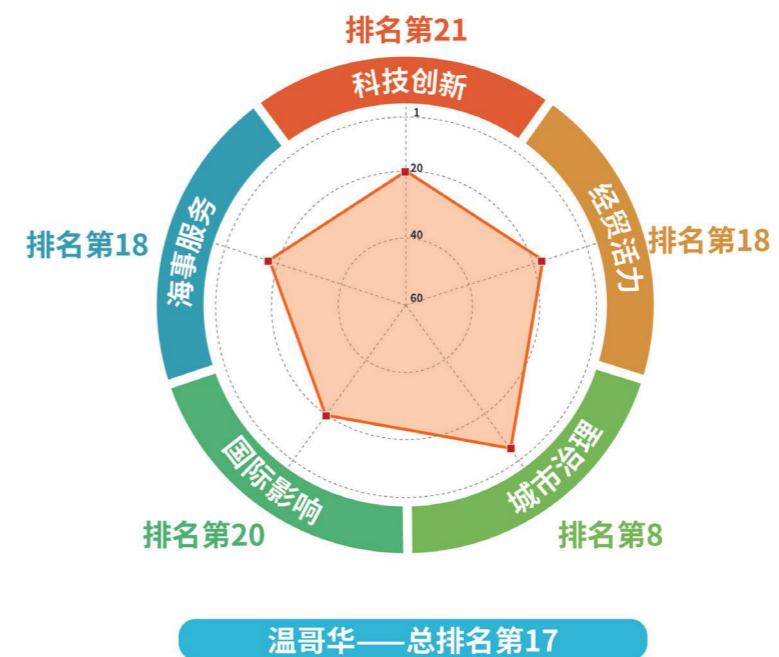 排名第21
科技创新
1
20
40
60
经贸活力
排名第18
海事服务
排名第18
城市治理
排名第8
国际影响
排名第20
温哥华——总排名第17